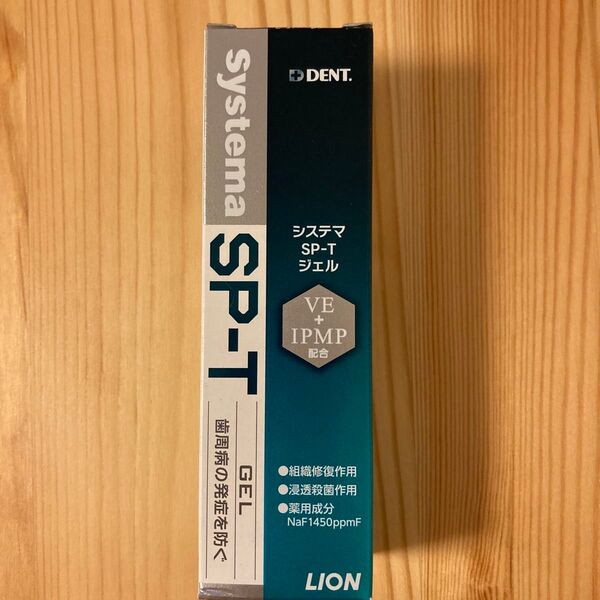 Systema
SP-T
GEL
歯周病の発症を防ぐ
DENT.
システマ
SP-T
ジェル
VE
+
IPMP
配合
●組織修復作用
●浸透殺菌作用
●薬用成分
NaF1450ppmF
LION